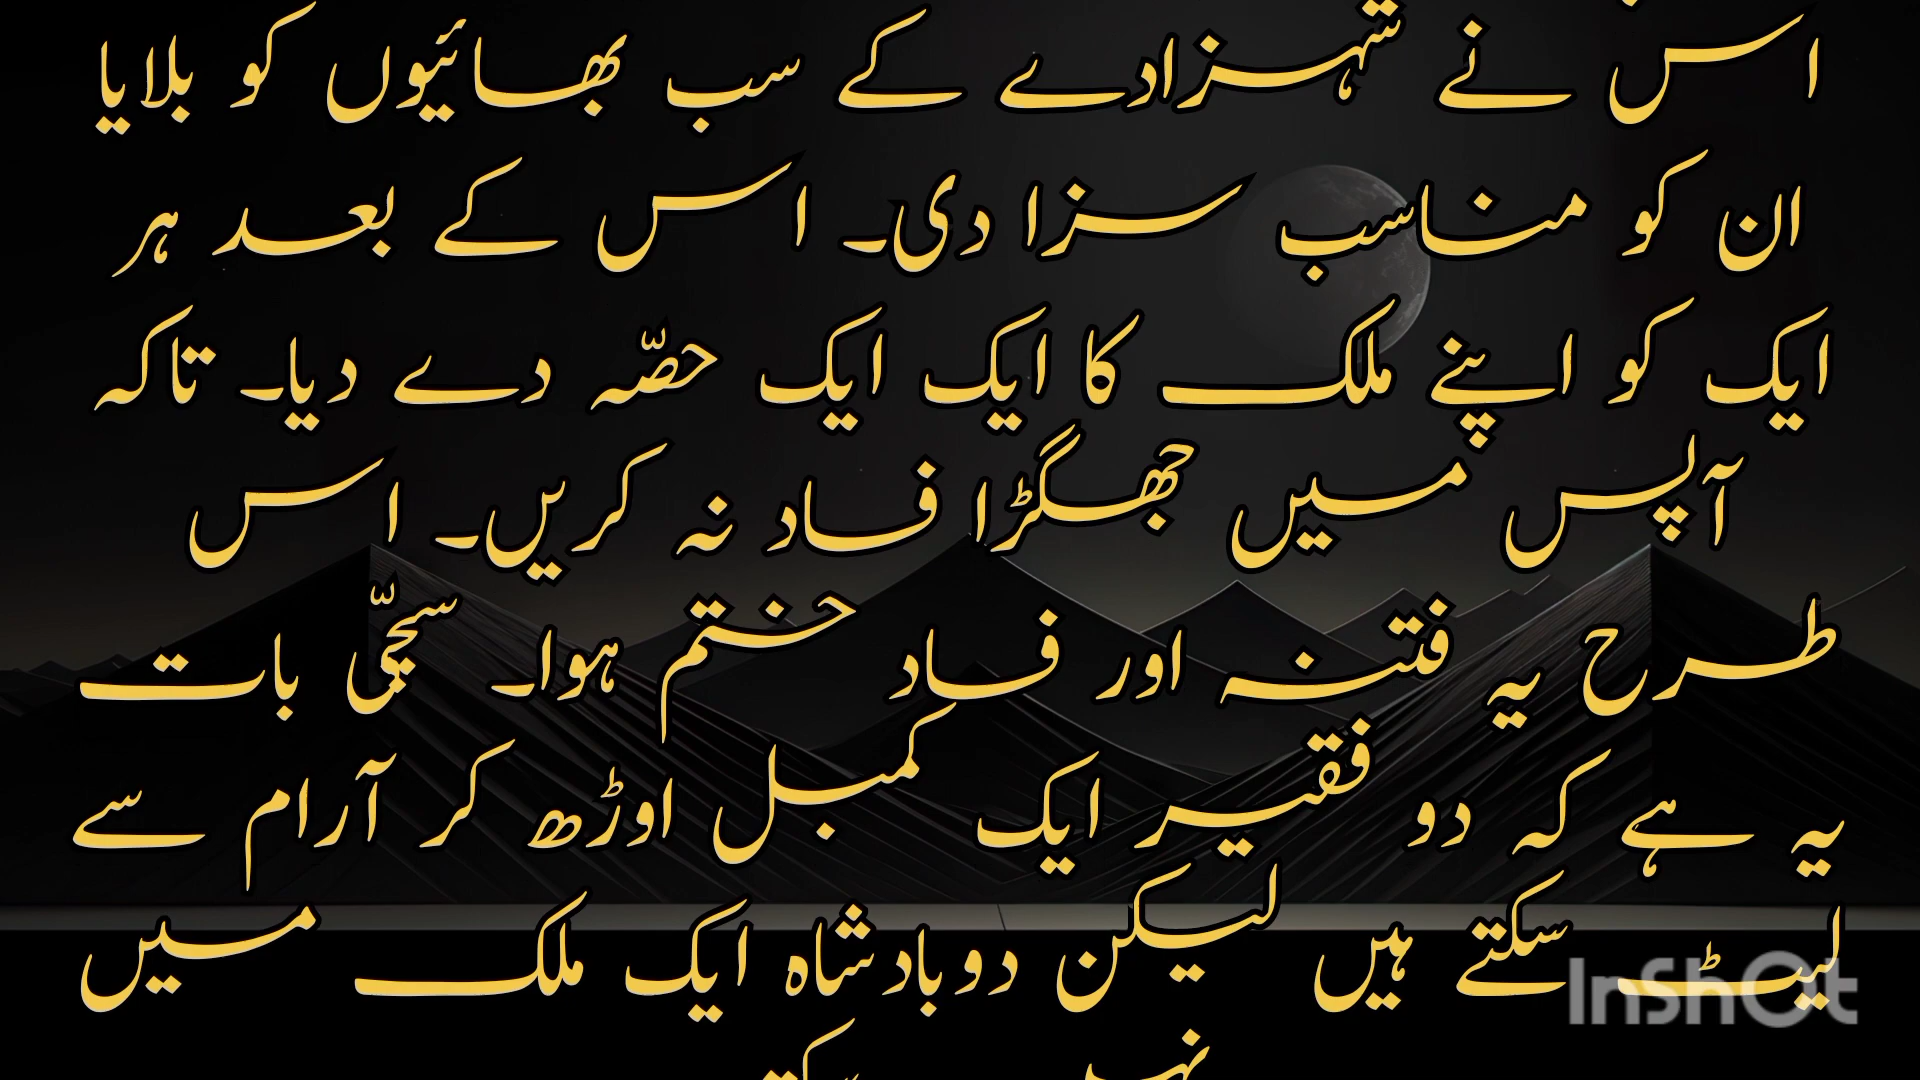 اس نے شہزادے کے سب بھائیوں کو بلایا
ان کو مناسب سزا دی۔ اس کے بعد ہر
ایک کو اپنے ملک کا ایک ایک حصّہ دے دیا۔ تاکہ
آپس میں جھگڑا فساد نہ کریں۔ اس
طرح یہ فتنہ اور فساد ختم ہوا۔ سچّی بات
یہ ہے کہ دو فقیر ایک کمبل اوڑھ کر آرام سے
لیٹ سکتے ہیں لیکن دو بادشاہ ایک ملک میں
نہیں
InShOt